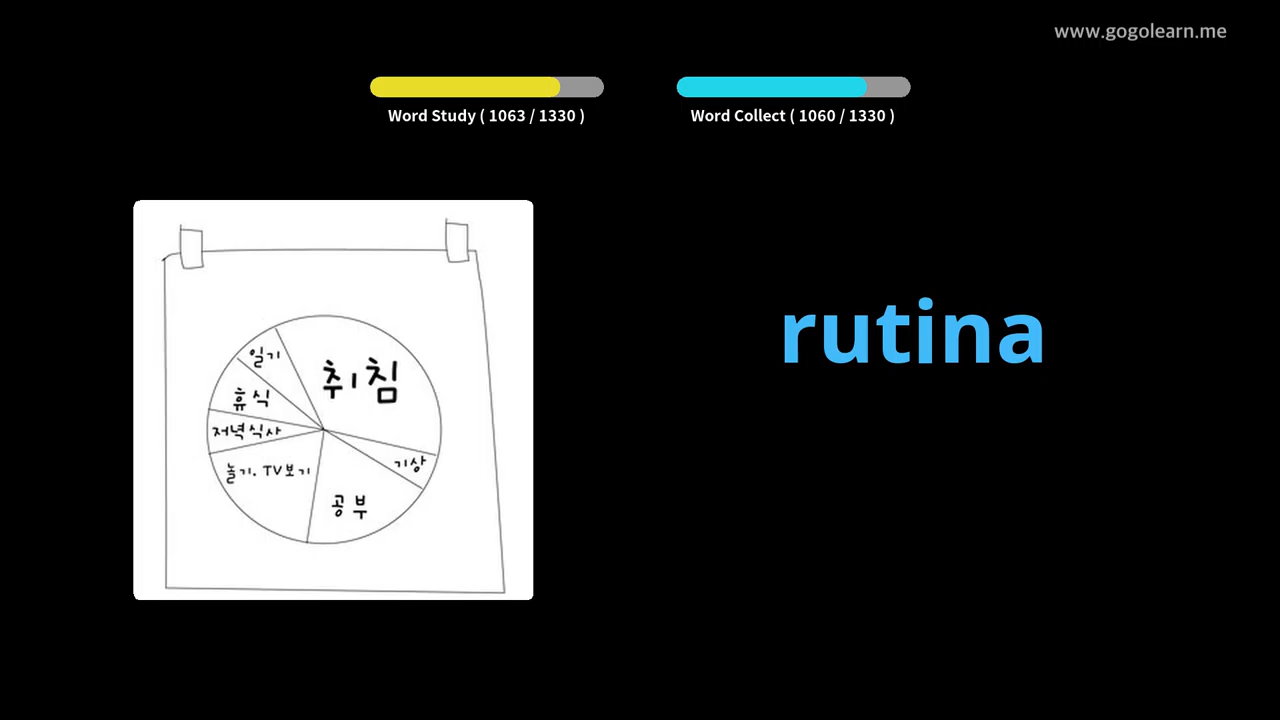 www.gogolearn.me
Word Study ( 1063 / 1330 )
Word Collect ( 1060 / 1330 )
일기
취침
휴식
저녁식사
놀기. TV보기
기상
공부
rutina